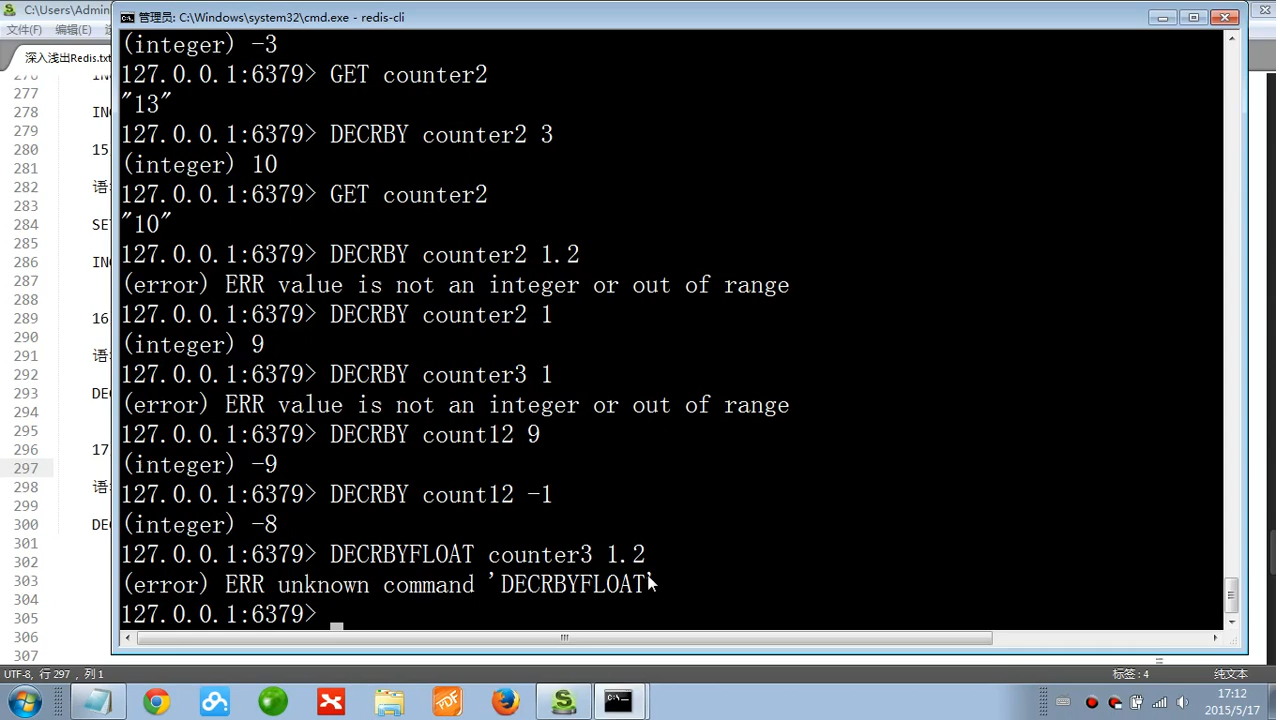 C:\Users\Admin
管理员: C:\Windows\system32\cmd.exe - redis-cli
文件(F) 编辑(E)
深入浅出Redis.txt
(integer) -3
127.0.0.1:6379> GET counter2
"13"
127.0.0.1:6379> DECRBY counter2 3
(integer) 10
127.0.0.1:6379> GET counter2
"10"
127.0.0.1:6379> DECRBY counter2 1.2
(error) ERR value is not an integer or out of range
127.0.0.1:6379> DECRBY counter2 1
(integer) 9
127.0.0.1:6379> DECRBY counter3 1
(error) ERR value is not an integer or out of range
127.0.0.1:6379> DECRBY count12 9
(integer) -9
127.0.0.1:6379> DECRBY count12 -1
(integer) -8
127.0.0.1:6379> DECRBYFLOAT counter3 1.2
(error) ERR unknown command 'DECRBYFLOAT'
127.0.0.1:6379>
276
277
278 INC
279
280 15
281
282 语
283
284 SE
285
286 IN
287
288
289 16
290
291 语
292
293 DE
294
295
296 17
297
298 语
299
300 DE
301
302
303
304
305
306
307
UTF-8, 行 297 , 列 1
标签: 4
纯文本
PDF
17:12
2015/5/17